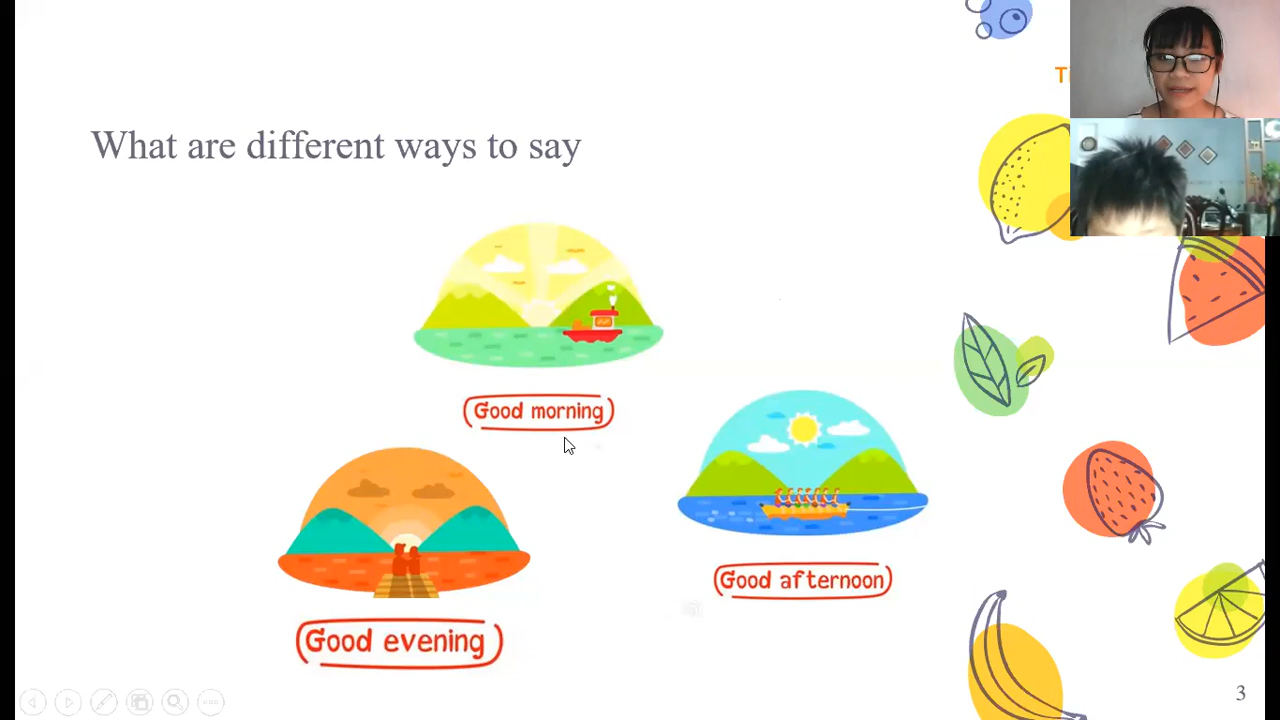 What are different ways to say
Good morning
Good afternoon
Good evening
3